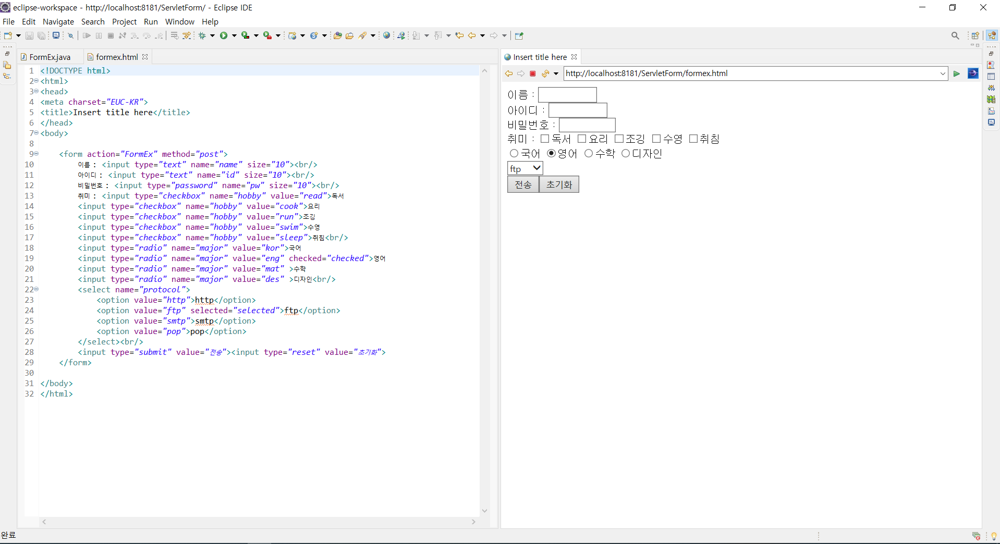 eclipse-workspace - http://localhost:8181/ServletForm/ - Eclipse IDE
File Edit Navigate Search Project Run Window Help
FormEx.java
formex.html
1 <!DOCTYPE html>
2 <html>
3 <head>
4 <meta charset="EUC-KR">
5 <title>Insert title here</title>
6 </head>
7 <body>
8
9 <form action="FormEx" method="post">
10 이름 : <input type="text" name="name" size="10"><br/>
11 아이디 : <input type="text" name="id" size="10"><br/>
12 비밀번호 : <input type="password" name="pw" size="10"><br/>
13 취미 : <input type="checkbox" name="hobby" value="read">독서
14 <input type="checkbox" name="hobby" value="cook">요리
15 <input type="checkbox" name="hobby" value="run">조깅
16 <input type="checkbox" name="hobby" value="swim">수영
17 <input type="checkbox" name="hobby" value="sleep">취침<br/>
18 <input type="radio" name="major" value="kor">국어
19 <input type="radio" name="major" value="eng" checked="checked">영어
20 <input type="radio" name="major" value="mat" >수학
21 <input type="radio" name="major" value="des" >디자인<br/>
22 <select name="protocol">
23 <option value="http">http</option>
24 <option value="ftp" selected="selected">ftp</option>
25 <option value="smtp">smtp</option>
26 <option value="pop">pop</option>
27 </select><br/>
28 <input type="submit" value="전송"><input type="reset" value="초기화">
29 </form>
30
31 </body>
32 </html>
Insert title here
http://localhost:8181/ServletForm/formex.html
이름 :
아이디 :
비밀번호 :
취미 : 독서 요리 조깅 수영 취침
국어 영어 수학 디자인
ftp
전송 초기화
완료